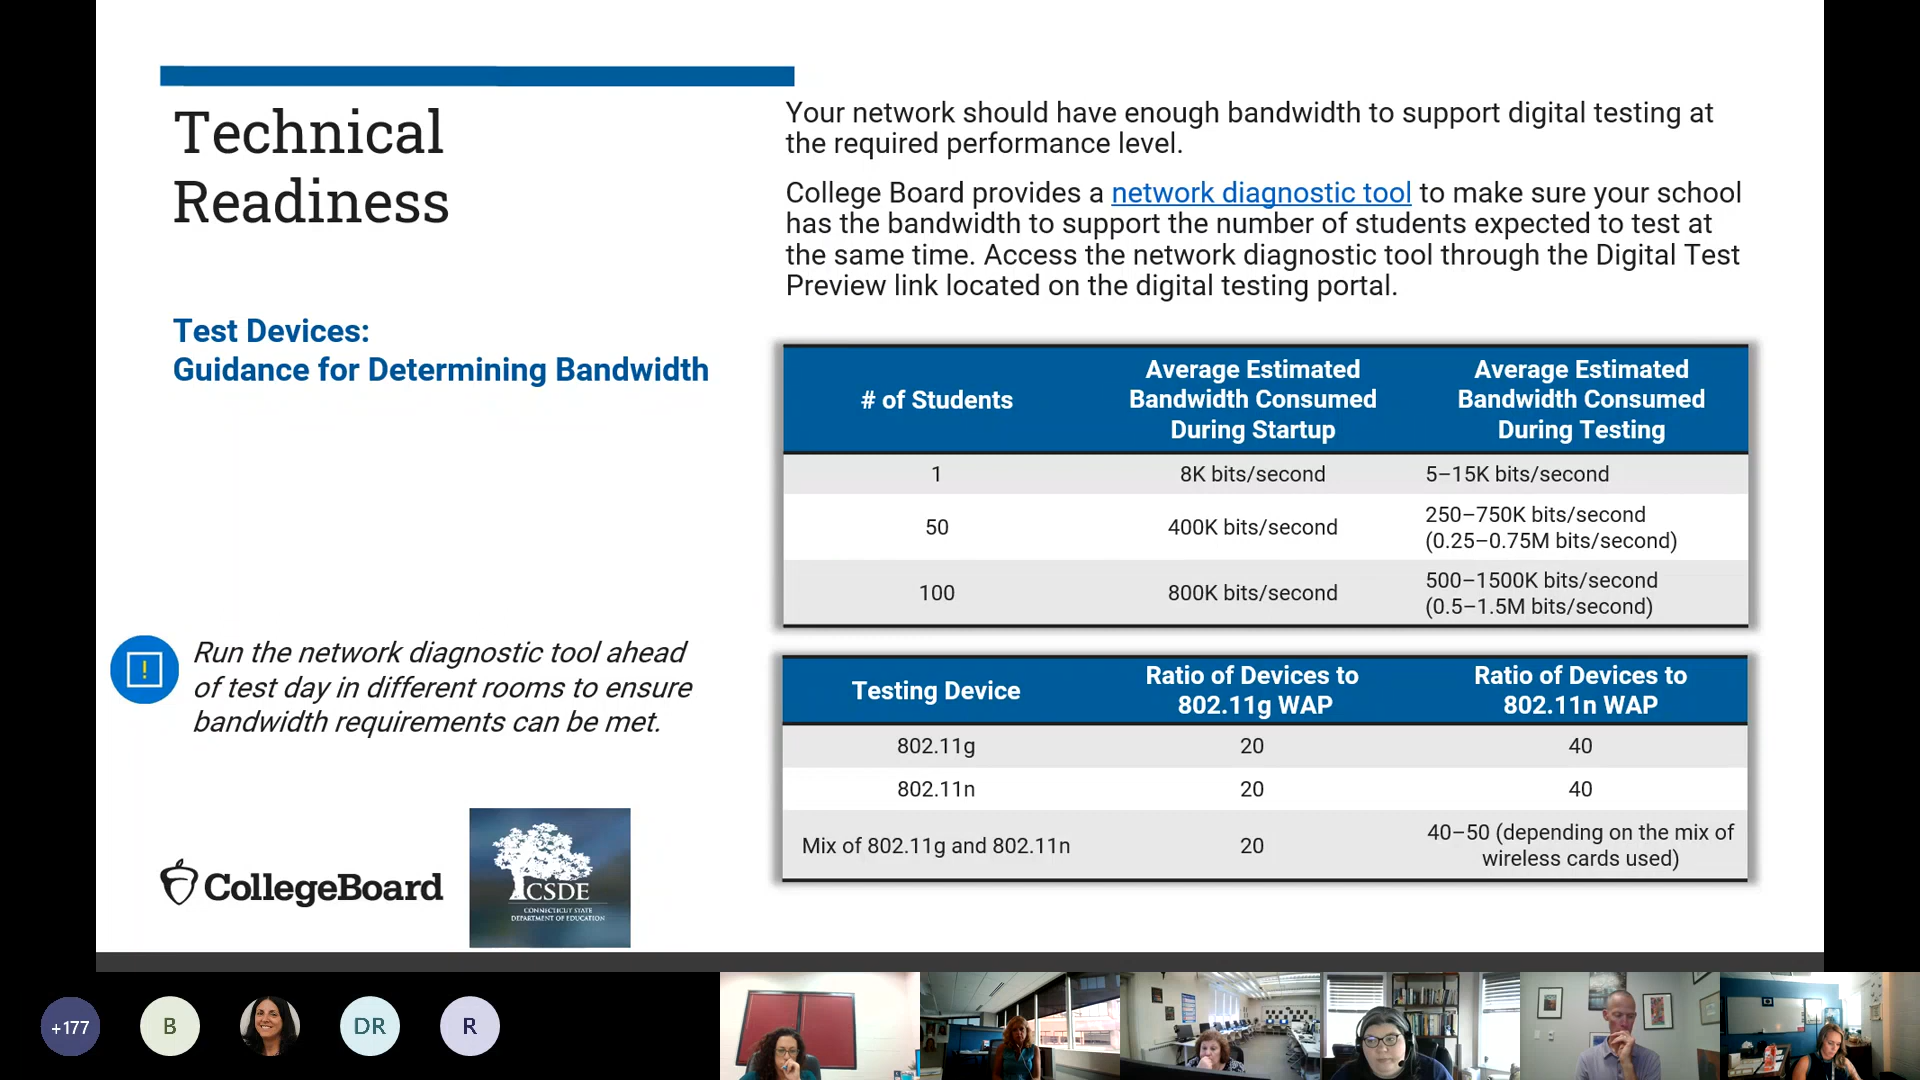 Technical
Readiness
Test Devices:
Guidance for Determining Bandwidth
!
Run the network diagnostic tool ahead
of test day in different rooms to ensure
bandwidth requirements can be met.
CollegeBoard
CSDE
CONNECTICUT STATE
DEPARTMENT OF EDUCATION
Your network should have enough bandwidth to support digital testing at
the required performance level.
College Board provides a network diagnostic tool to make sure your school
has the bandwidth to support the number of students expected to test at
the same time. Access the network diagnostic tool through the Digital Test
Preview link located on the digital testing portal.
# of Students
Average Estimated
Bandwidth Consumed
During Startup
Average Estimated
Bandwidth Consumed
During Testing
1
8K bits/second
5–15K bits/second
50
400K bits/second
250–750K bits/second
(0.25–0.75M bits/second)
100
800K bits/second
500–1500K bits/second
(0.5–1.5M bits/second)
Testing Device
Ratio of Devices to
802.11g WAP
Ratio of Devices to
802.11n WAP
802.11g
20
40
802.11n
20
40
Mix of 802.11g and 802.11n
20
40–50 (depending on the mix of
wireless cards used)
+177
B
DR
R